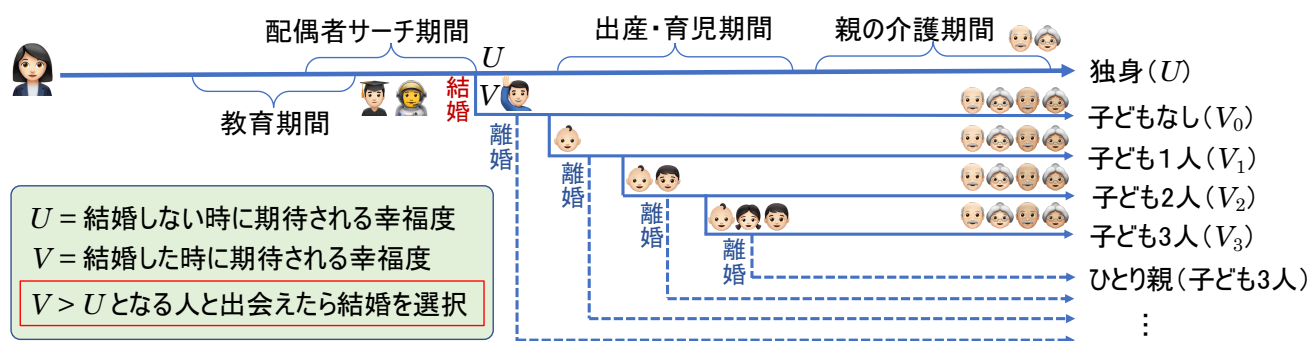 配偶者サーチ期間
出産・育児期間
親の介護期間
U
独身(U)
結婚
V
教育期間
離婚
子どもなし(V₀)
離婚
子ども1人(V₁)
離婚
子ども2人(V₂)
離婚
子ども3人(V₃)
ひとり親(子ども3人)
⋮
U = 結婚しない時に期待される幸福度
V = 結婚した時に期待される幸福度
V > U となる人と出会えたら結婚を選択